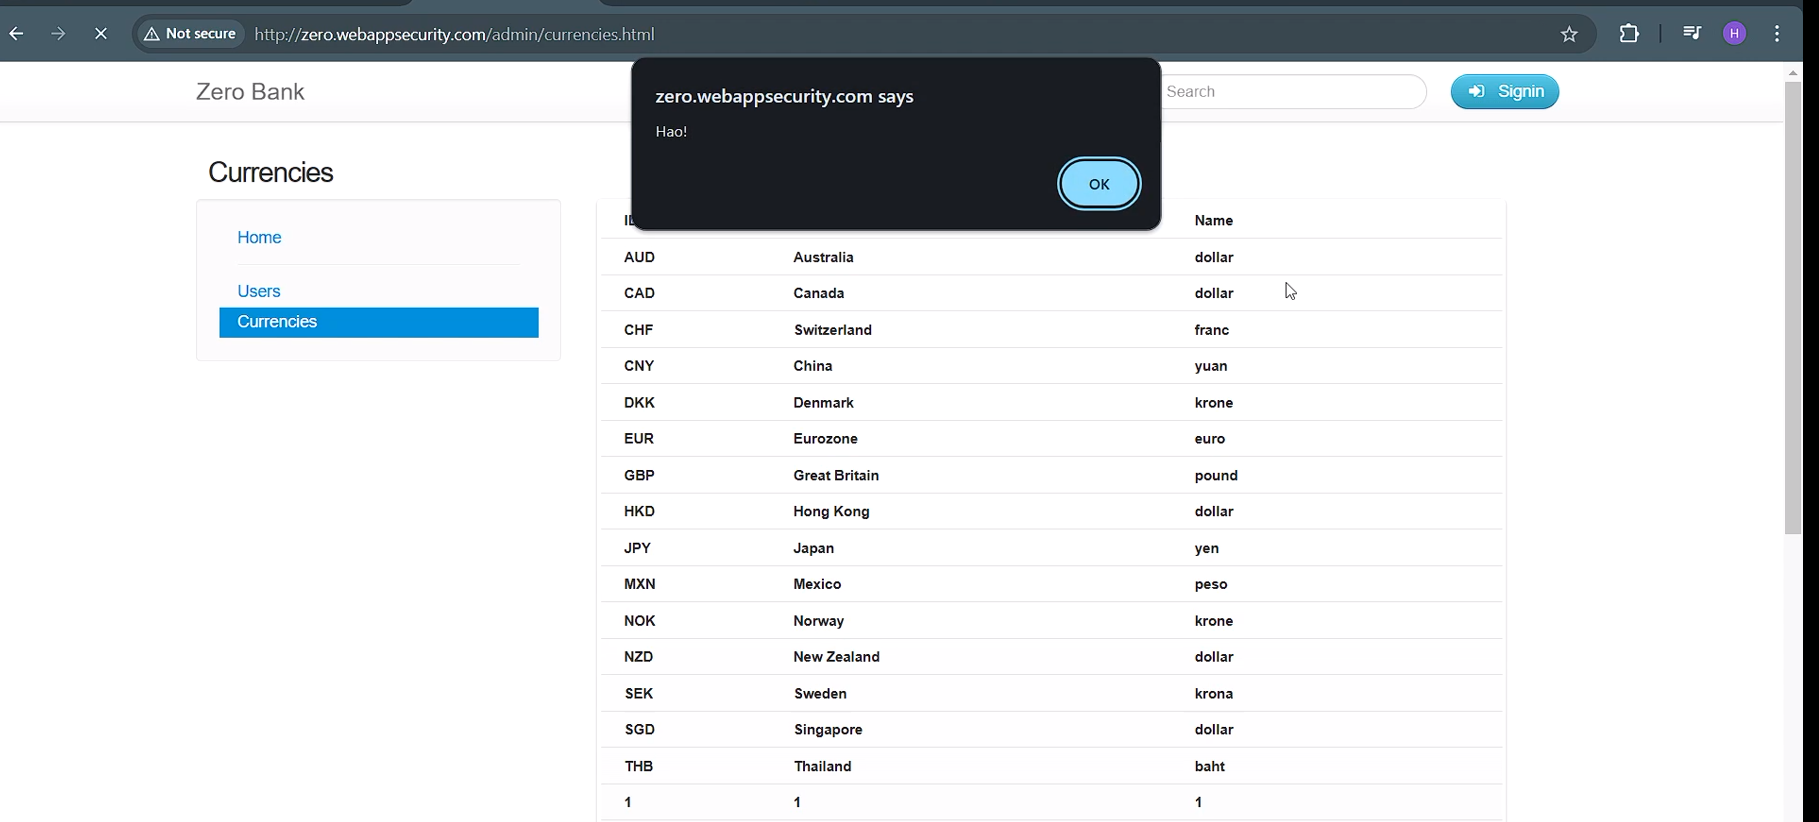 Not secure http://zero.webappsecurity.com/admin/currencies.html H
Zero Bank
Search
Signin
zero.webappsecurity.com says
Hao!
OK
Currencies
Home
Users
Currencies
Name
AUD Australia dollar
CAD Canada dollar
CHF Switzerland franc
CNY China yuan
DKK Denmark krone
EUR Eurozone euro
GBP Great Britain pound
HKD Hong Kong dollar
JPY Japan yen
MXN Mexico peso
NOK Norway krone
NZD New Zealand dollar
SEK Sweden krona
SGD Singapore dollar
THB Thailand baht
1 1 1